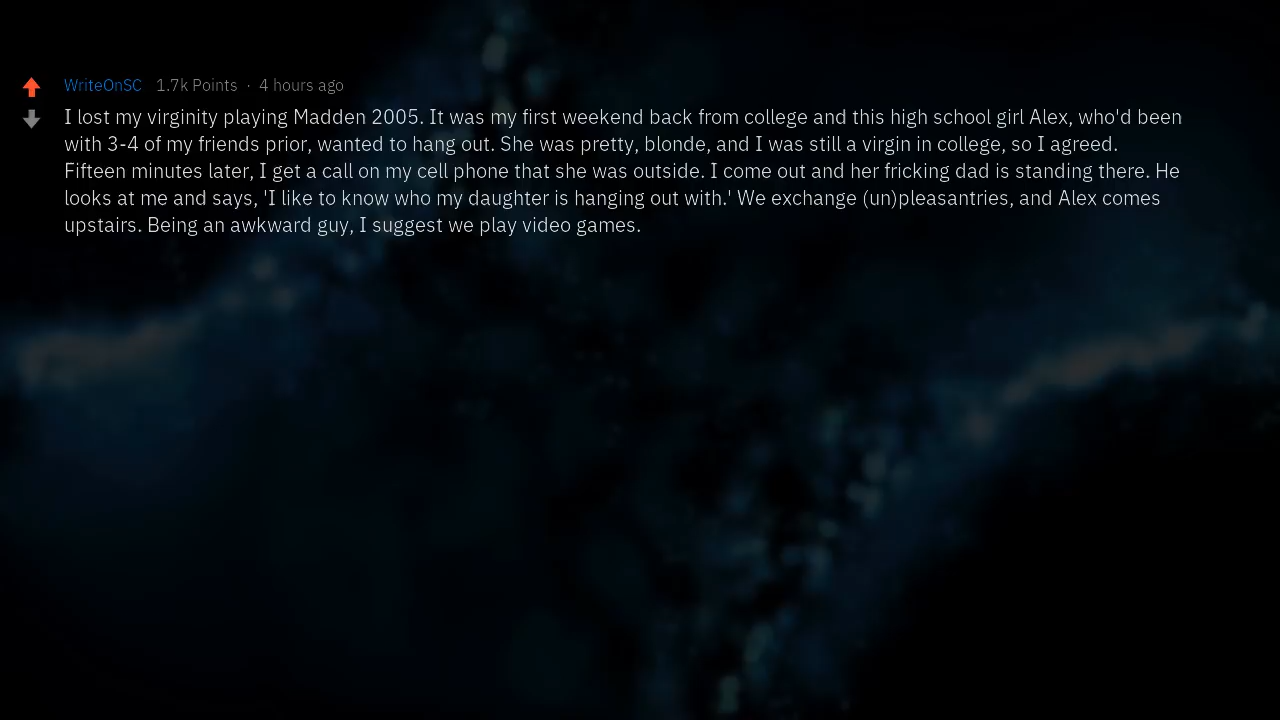 WriteOnSC 1.7k Points · 4 hours ago
I lost my virginity playing Madden 2005. It was my first weekend back from college and this high school girl Alex, who'd been
with 3-4 of my friends prior, wanted to hang out. She was pretty, blonde, and I was still a virgin in college, so I agreed.
Fifteen minutes later, I get a call on my cell phone that she was outside. I come out and her fricking dad is standing there. He
looks at me and says, 'I like to know who my daughter is hanging out with.' We exchange (un)pleasantries, and Alex comes
upstairs. Being an awkward guy, I suggest we play video games.